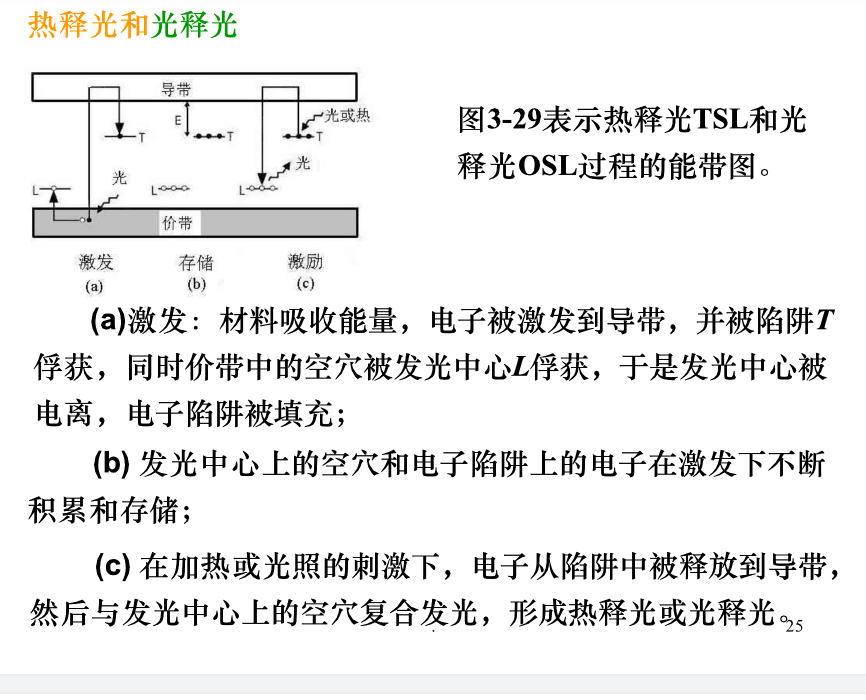 热释光和光释光
导带
光或热
E
T
T
T
光
光
L
L
L
价带
激发
存储
激励
(a)
(b)
(c)
图3-29表示热释光TSL和光
释光OSL过程的能带图。
(a)激发：材料吸收能量，电子被激发到导带，并被陷阱T
俘获，同时价带中的空穴被发光中心L俘获，于是发光中心被
电离，电子陷阱被填充；
(b) 发光中心上的空穴和电子陷阱上的电子在激发下不断
积累和存储；
(c) 在加热或光照的刺激下，电子从陷阱中被释放到导带，
然后与发光中心上的空穴复合发光，形成热释光或光释光。
25